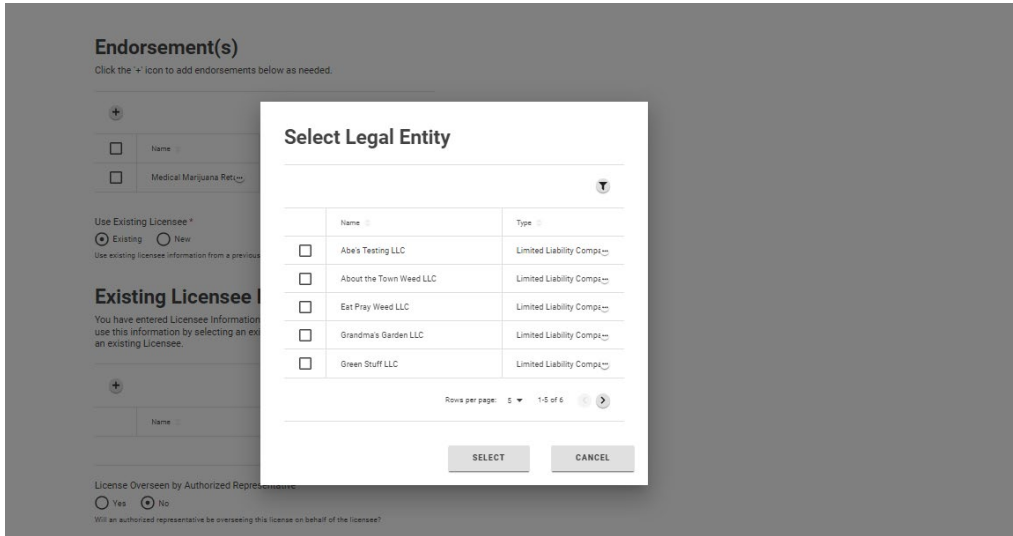 Endorsement(s)
Click the '+' icon to add endorsements below as needed.
Name
Medical Marijuana Reta...
Use Existing Licensee *
Existing New
Use existing licensee information from a previous
Existing Licensee
You have entered Licensee Information
use this information by selecting an exi
an existing Licensee.
Name
License Overseen by Authorized Representative
Yes No
Will an authorized representative be overseeing this license on behalf of the licensee?
Select Legal Entity
Name Type
Abe's Testing LLC Limited Liability Compa...
About the Town Weed LLC Limited Liability Compa...
Eat Pray Weed LLC Limited Liability Compa...
Grandma's Garden LLC Limited Liability Compa...
Green Stuff LLC Limited Liability Compa...
Rows per page: 5 1-5 of 6
SELECT CANCEL